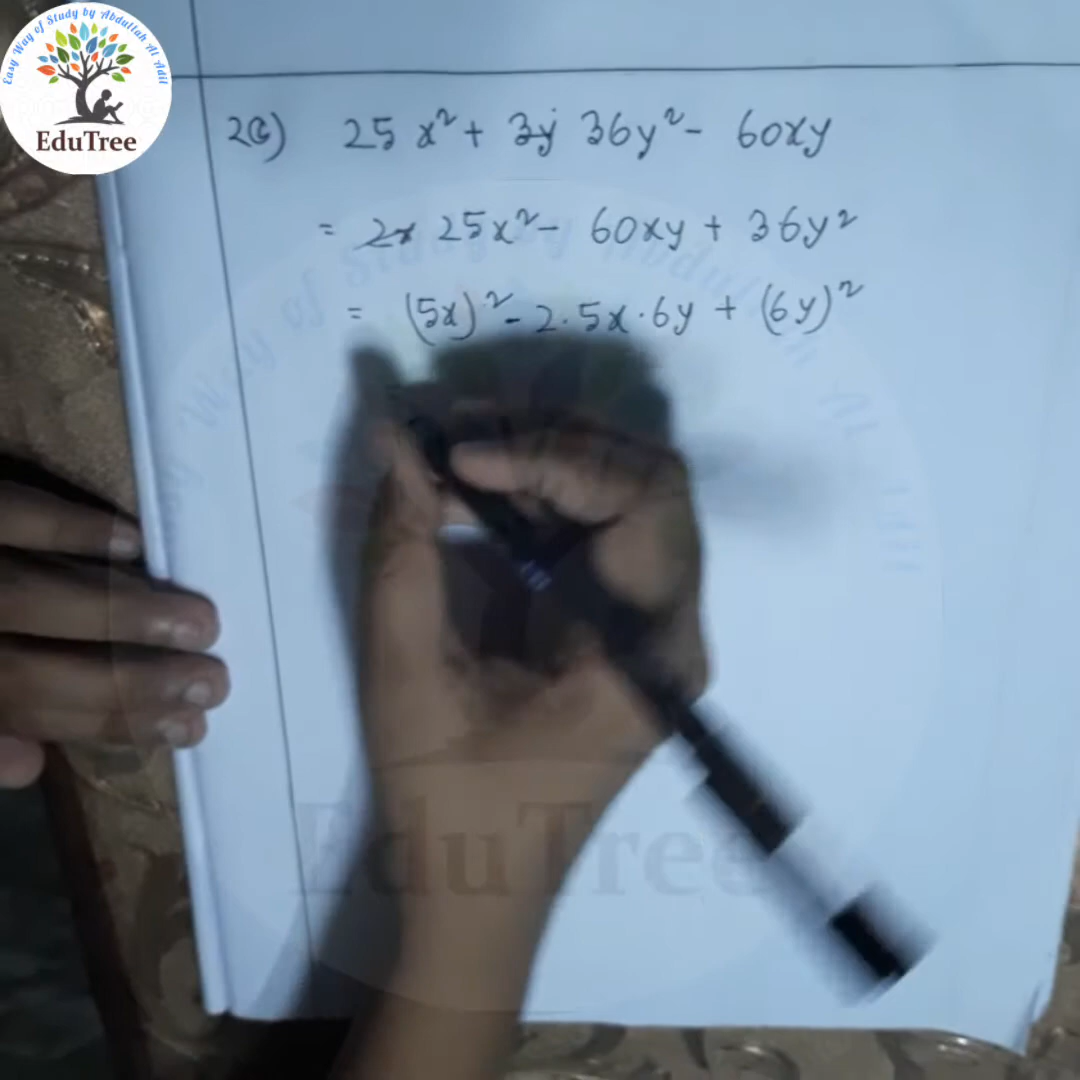 Easy Way of Study by Abdullah Al Adil
EduTree
2c) 25x² + 3y 36y² - 60xy
= 2x 25x² - 60xy + 36y²
= (5x)² - 2.5x.6y + (6y)²
EduTree